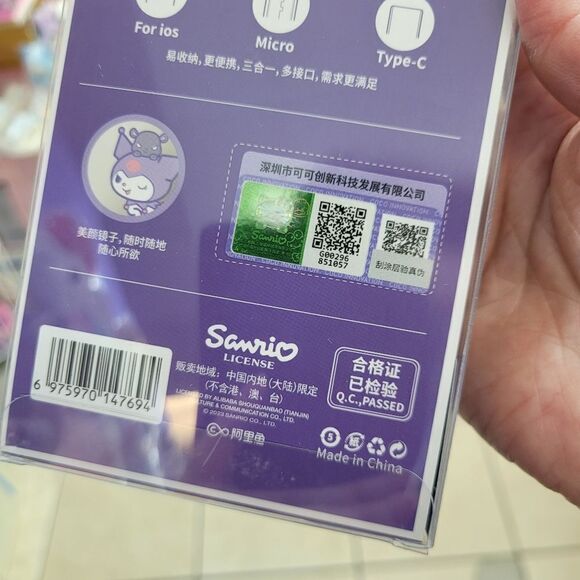 For ios
Micro
Type-C
易收纳，更便携，三合一，多接口，需求更满足
美颜镜子，随时随地
随心所欲
深圳市可可创新科技发展有限公司
COCO INNOVATION
Sanrio
G00296
851057
刮涂层验真伪
Sanrio
LICENSE
贩卖地域：中国内地（大陆）限定
（不含港、澳、台）
LICENSED BY ALIBABA SHOUQUANBAO (TIANJIN)
CULTURE & COMMUNICATION CO., LTD.
© 2023 SANRIO CO., LTD.
阿里鱼
合格证
已检验
Q.C.,PASSED
6 975970 147694
5 紙
Made in China